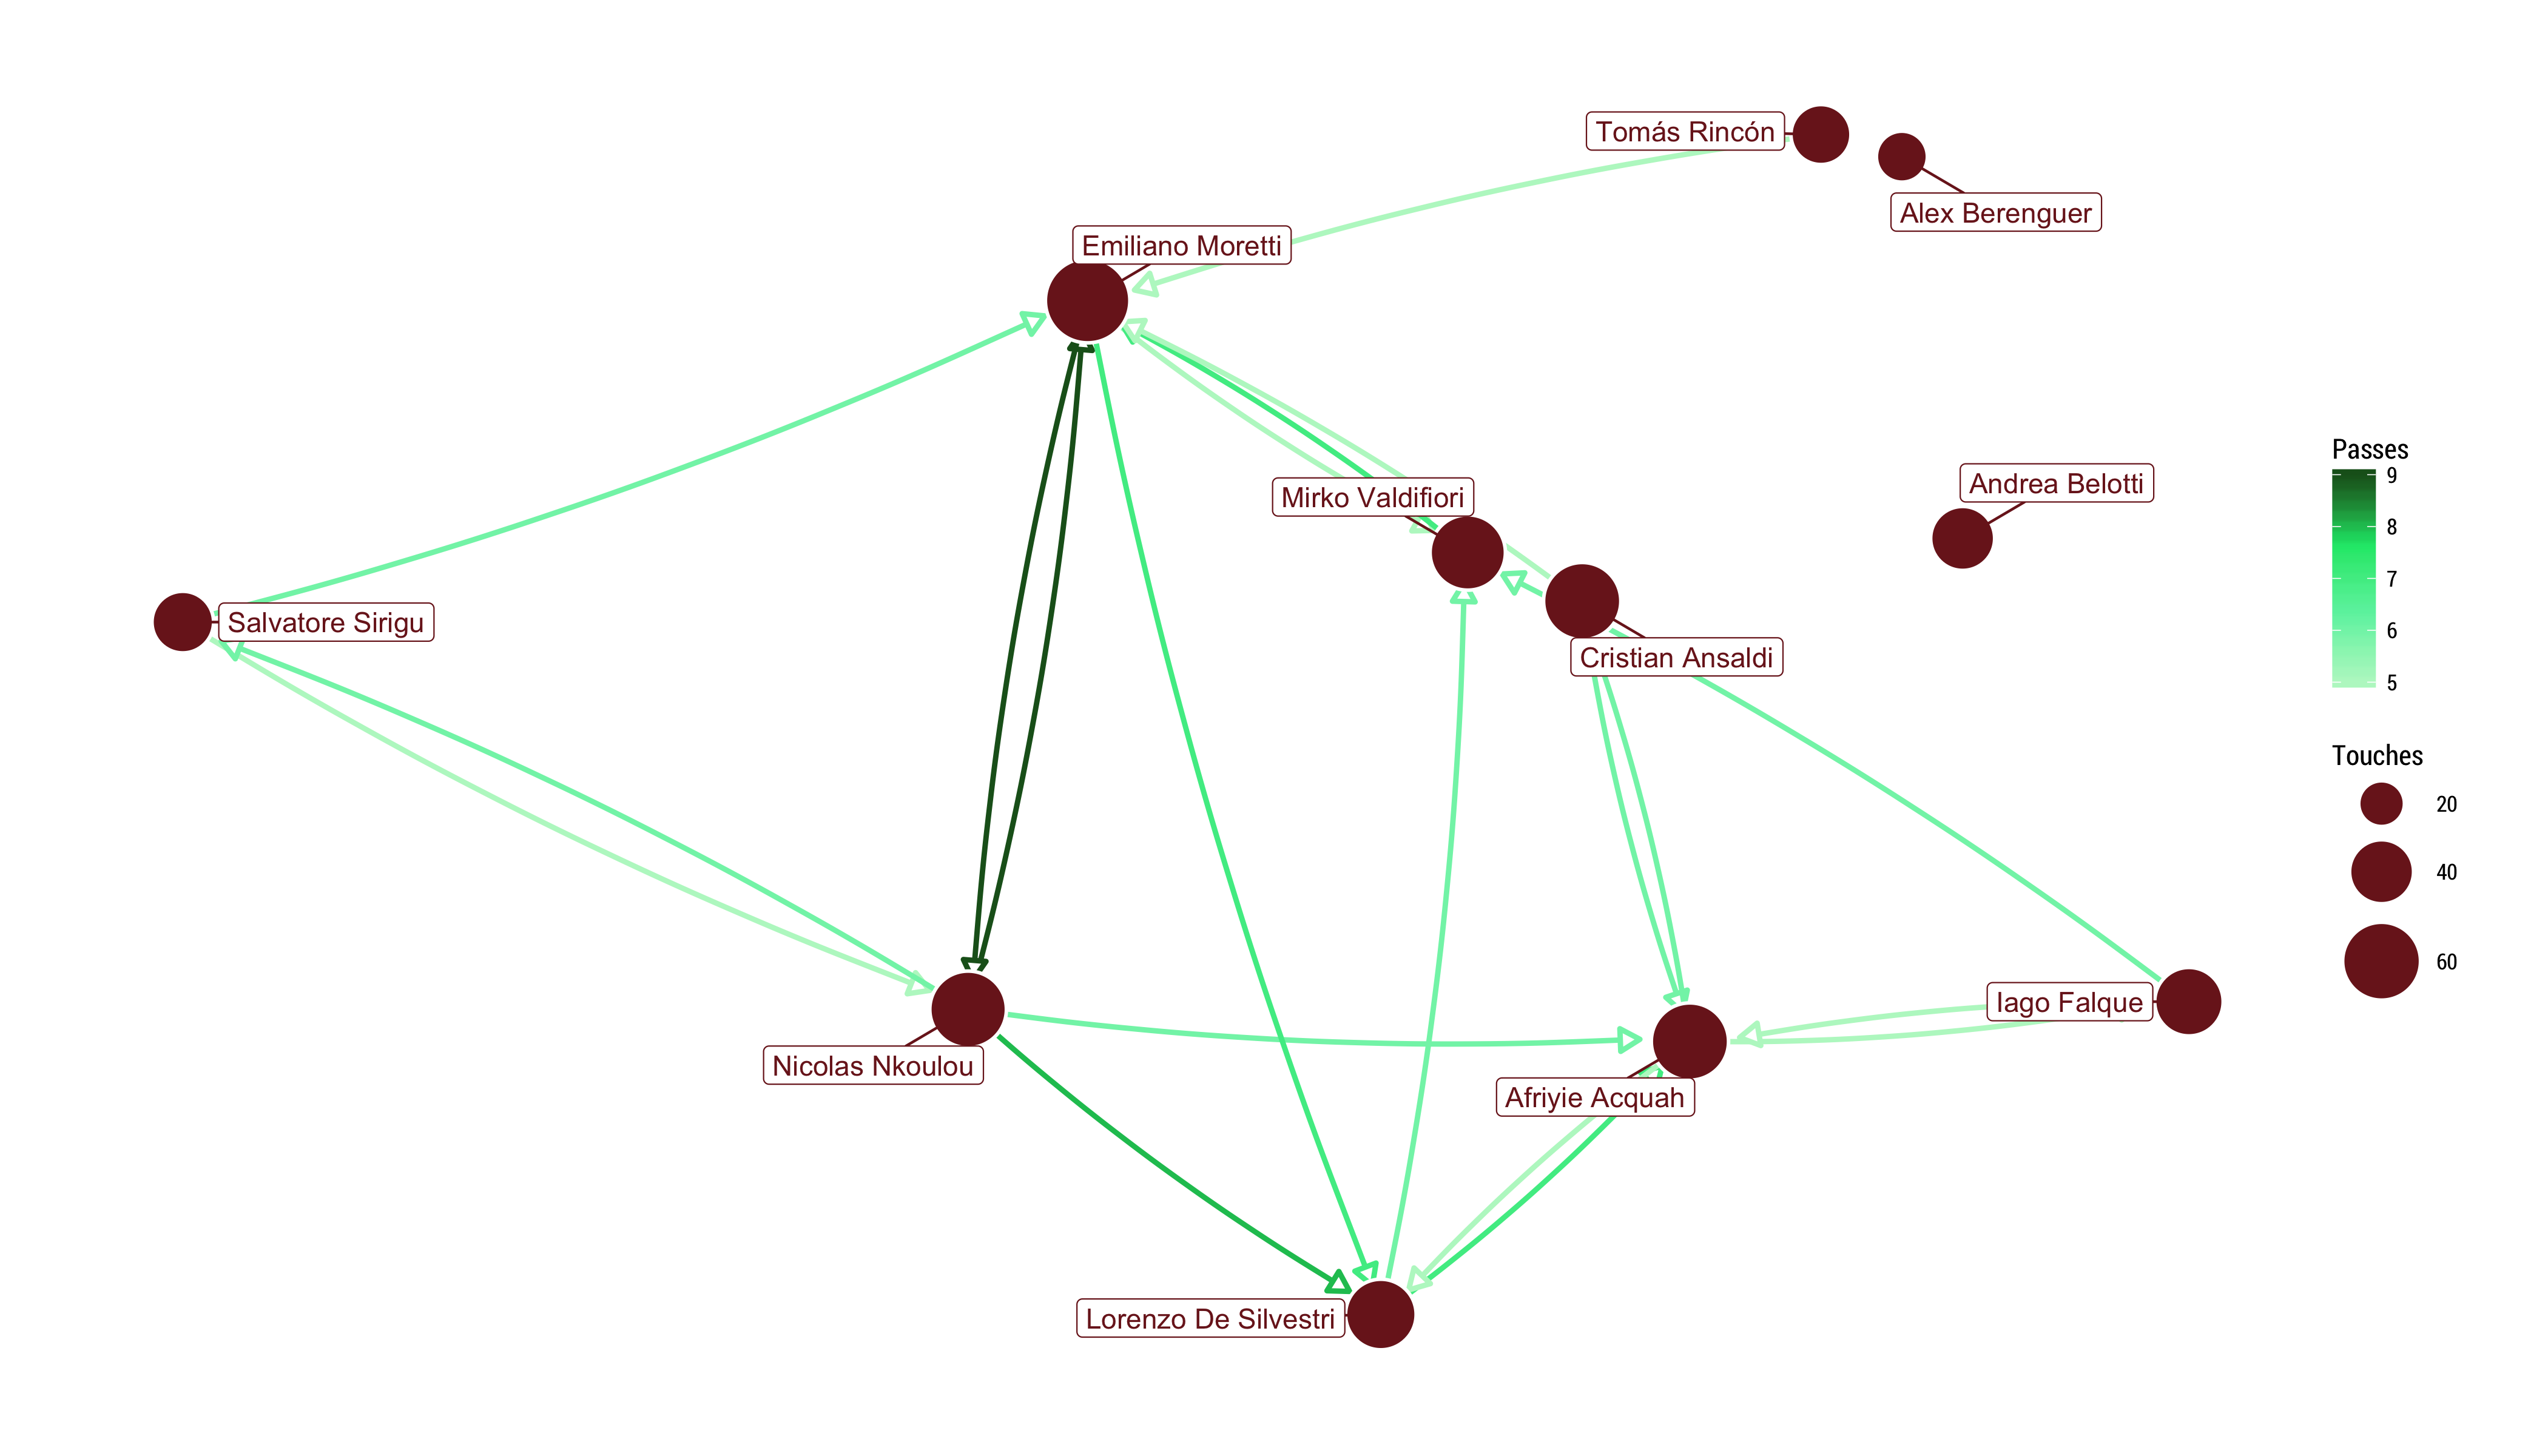 Tomás Rincón
Alex Berenguer
Emiliano Moretti
Passes
9
8
7
6
5
Andrea Belotti
Mirko Valdifiori
Salvatore Sirigu
Cristian Ansaldi
Touches
20
40
60
Iago Falque
Nicolas Nkoulou
Afriyie Acquah
Lorenzo De Silvestri